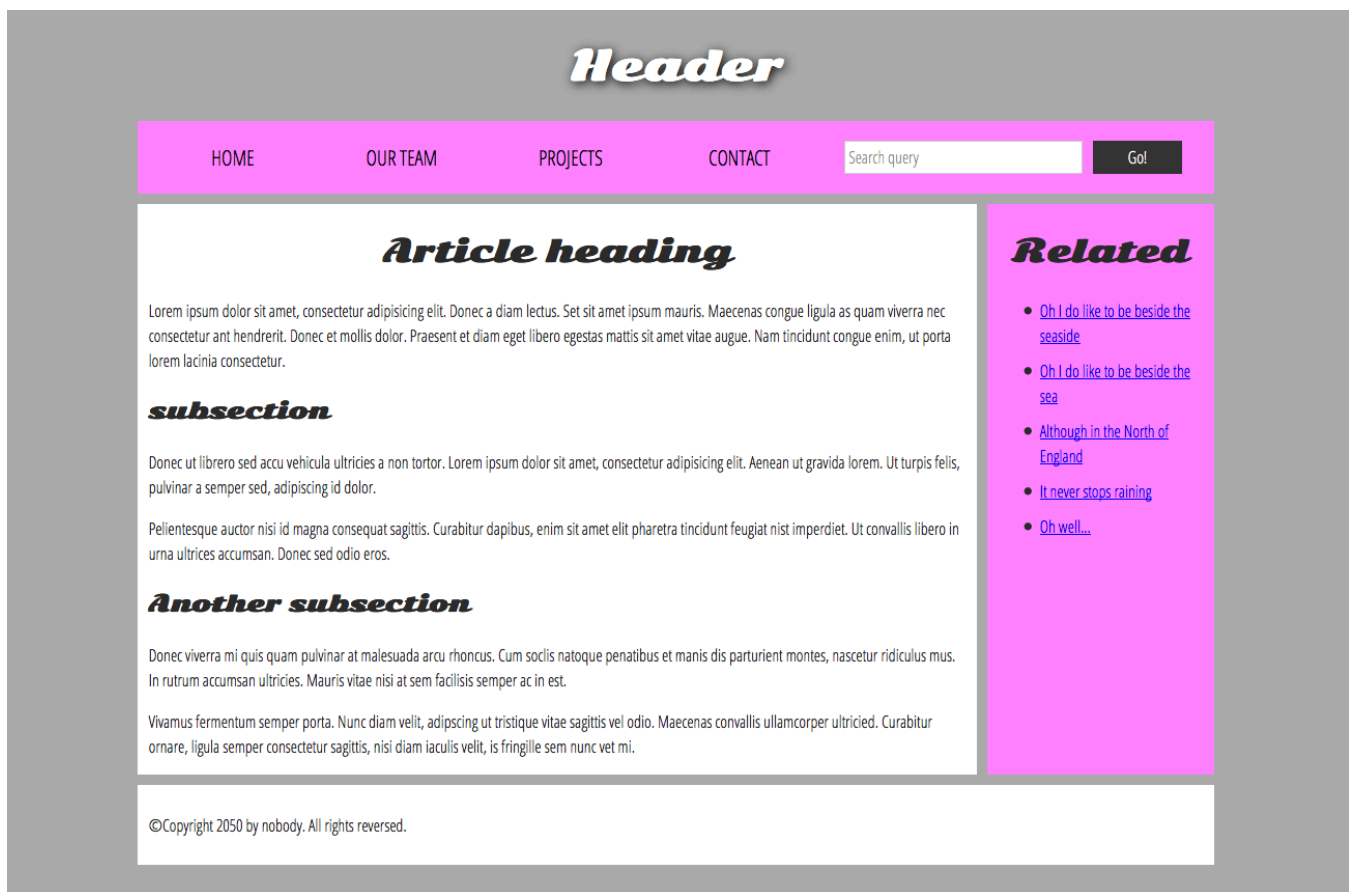 Header
HOME OUR TEAM PROJECTS CONTACT Search query Go!
Article heading
Lorem ipsum dolor sit amet, consectetur adipisicing elit. Donec a diam lectus. Set sit amet ipsum mauris. Maecenas congue ligula as quam viverra nec
consectetur ant hendrerit. Donec et mollis dolor. Praesent et diam eget libero egestas mattis sit amet vitae augue. Nam tincidunt congue enim, ut porta
lorem lacinia consectetur.
subsection
Donec ut librero sed accu vehicula ultricies a non tortor. Lorem ipsum dolor sit amet, consectetur adipisicing elit. Aenean ut gravida lorem. Ut turpis felis,
pulvinar a semper sed, adipiscing id dolor.
Pelientesque auctor nisi id magna consequat sagittis. Curabitur dapibus, enim sit amet elit pharetra tincidunt feugiat nist imperdiet. Ut convallis libero in
urna ultrices accumsan. Donec sed odio eros.
Another subsection
Donec viverra mi quis quam pulvinar at malesuada arcu rhoncus. Cum soclis natoque penatibus et manis dis parturient montes, nascetur ridiculus mus.
In rutrum accumsan ultricies. Mauris vitae nisi at sem facilisis semper ac in est.
Vivamus fermentum semper porta. Nunc diam velit, adipscing ut tristique vitae sagittis vel odio. Maecenas convallis ullamcorper ultricied. Curabitur
ornare, ligula semper consectetur sagittis, nisi diam iaculis velit, is fringille sem nunc vet mi.
Related
Oh I do like to be beside the
seaside
Oh I do like to be beside the
sea
Although in the North of
England
It never stops raining
Oh well...
©Copyright 2050 by nobody. All rights reversed.